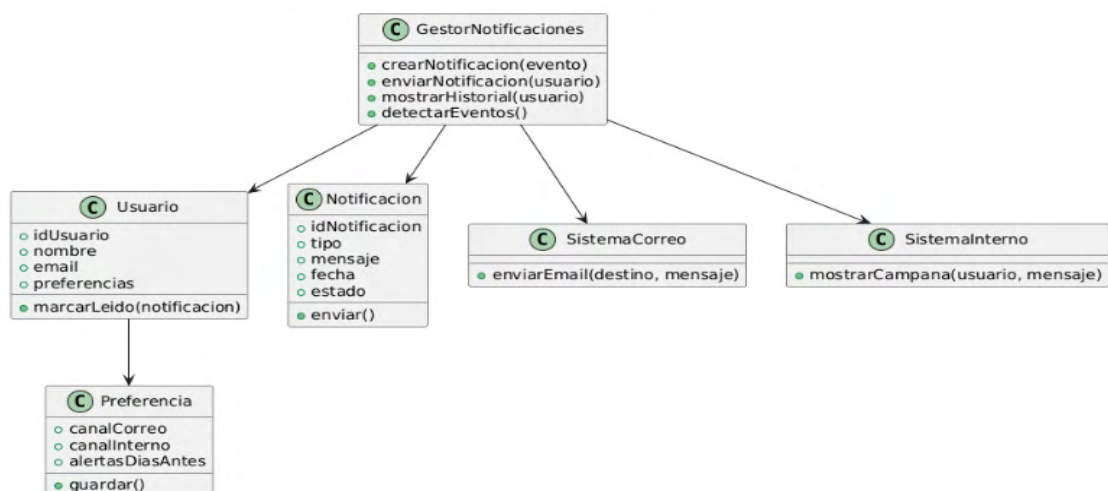 C GestorNotificaciones
crearNotificacion(evento)
enviarNotificacion(usuario)
mostrarHistorial(usuario)
detectarEventos()
C Usuario
idUsuario
nombre
email
preferencias
marcarLeido(notificacion)
C Notificacion
idNotificacion
tipo
mensaje
fecha
estado
enviar()
C SistemaCorreo
enviarEmail(destino, mensaje)
C SistemaInterno
mostrarCampana(usuario, mensaje)
C Preferencia
canalCorreo
canalInterno
alertasDiasAntes
guardar()